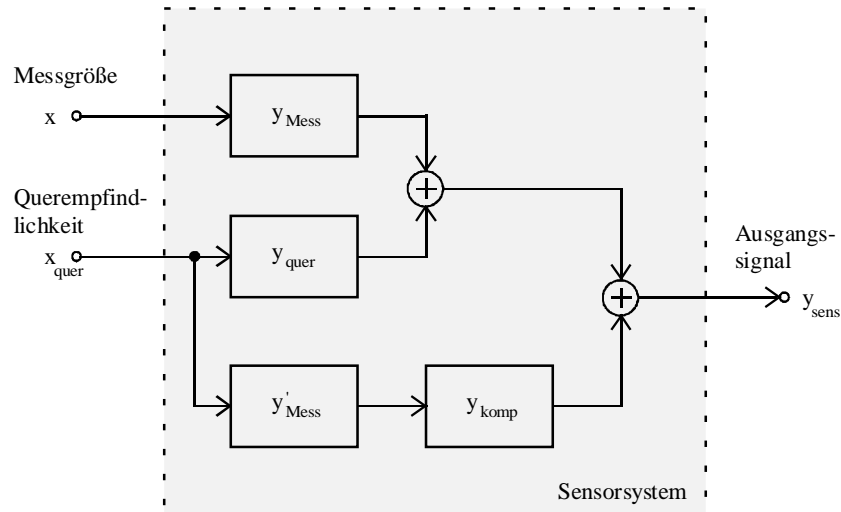 Messgröße
x
y Mess
Querempfind-
lichkeit
x quer
y quer
Ausgangs-
signal
y sens
y' Mess
y komp
Sensorsystem